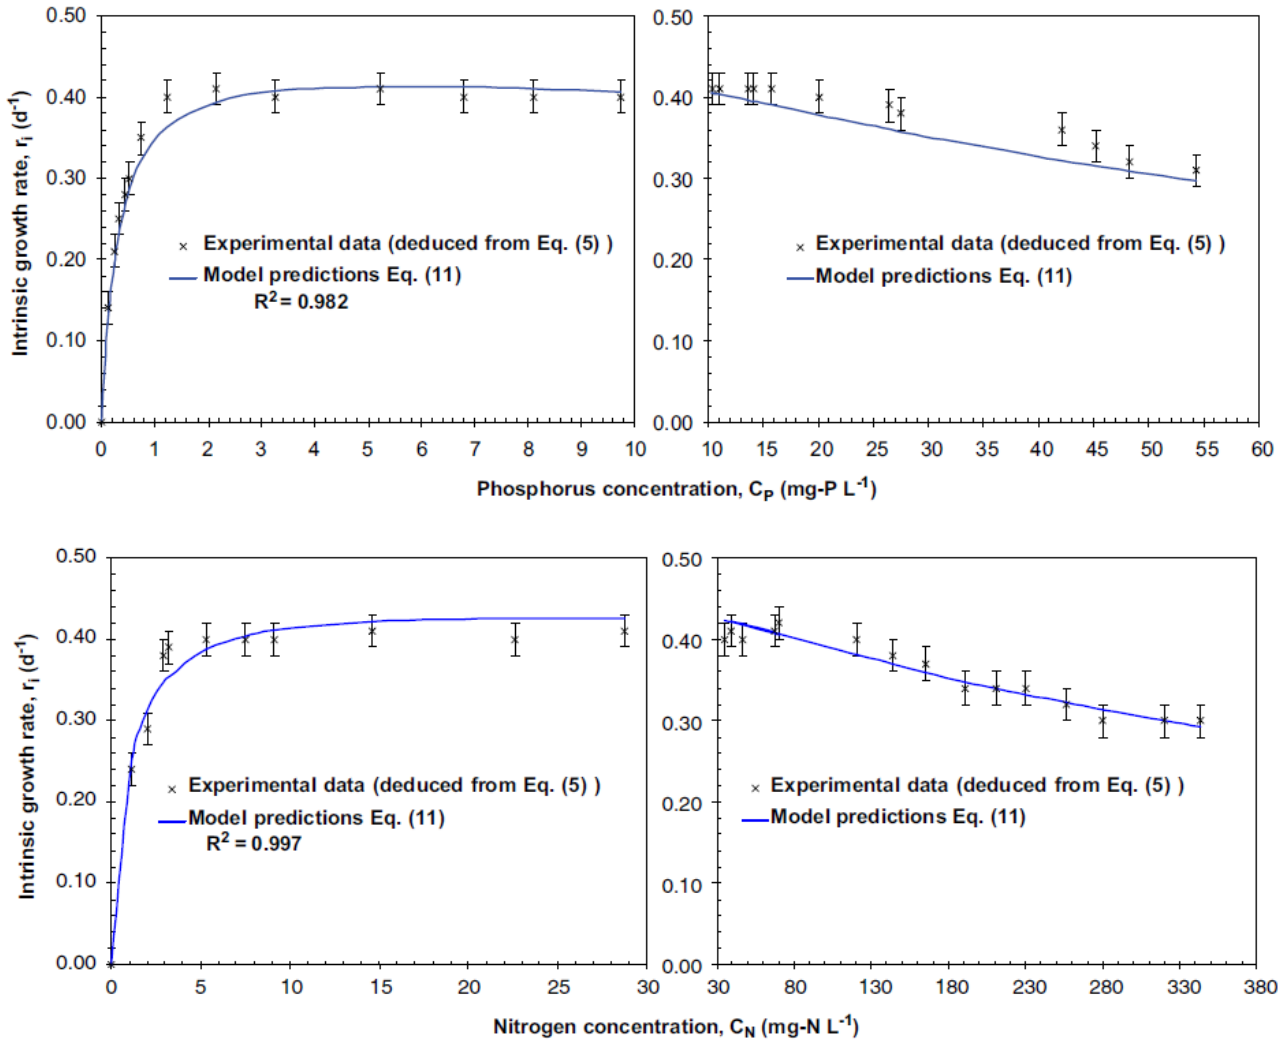 0.50
0.40
0.30
0.20
0.10
0.00
Intrinsic growth rate, rᵢ (d⁻¹)
× Experimental data (deduced from Eq. (5) )
Model predictions Eq. (11)
R² = 0.982
0 1 2 3 4 5 6 7 8 9 10
0.50
0.40
0.30
0.20
0.10
0.00
× Experimental data (deduced from Eq. (5) )
Model predictions Eq. (11)
10 15 20 25 30 35 40 45 50 55 60
Phosphorus concentration, C_P (mg-P L⁻¹)
0.50
0.40
0.30
0.20
0.10
0.00
Intrinsic growth rate, rᵢ (d⁻¹)
× Experimental data (deduced from Eq. (5) )
Model predictions Eq. (11)
R² = 0.997
0 5 10 15 20 25 30
0.50
0.40
0.30
0.20
0.10
0.00
× Experimental data (deduced from Eq. (5) )
Model predictions Eq. (11)
30 80 130 180 230 280 330 380
Nitrogen concentration, C_N (mg-N L⁻¹)